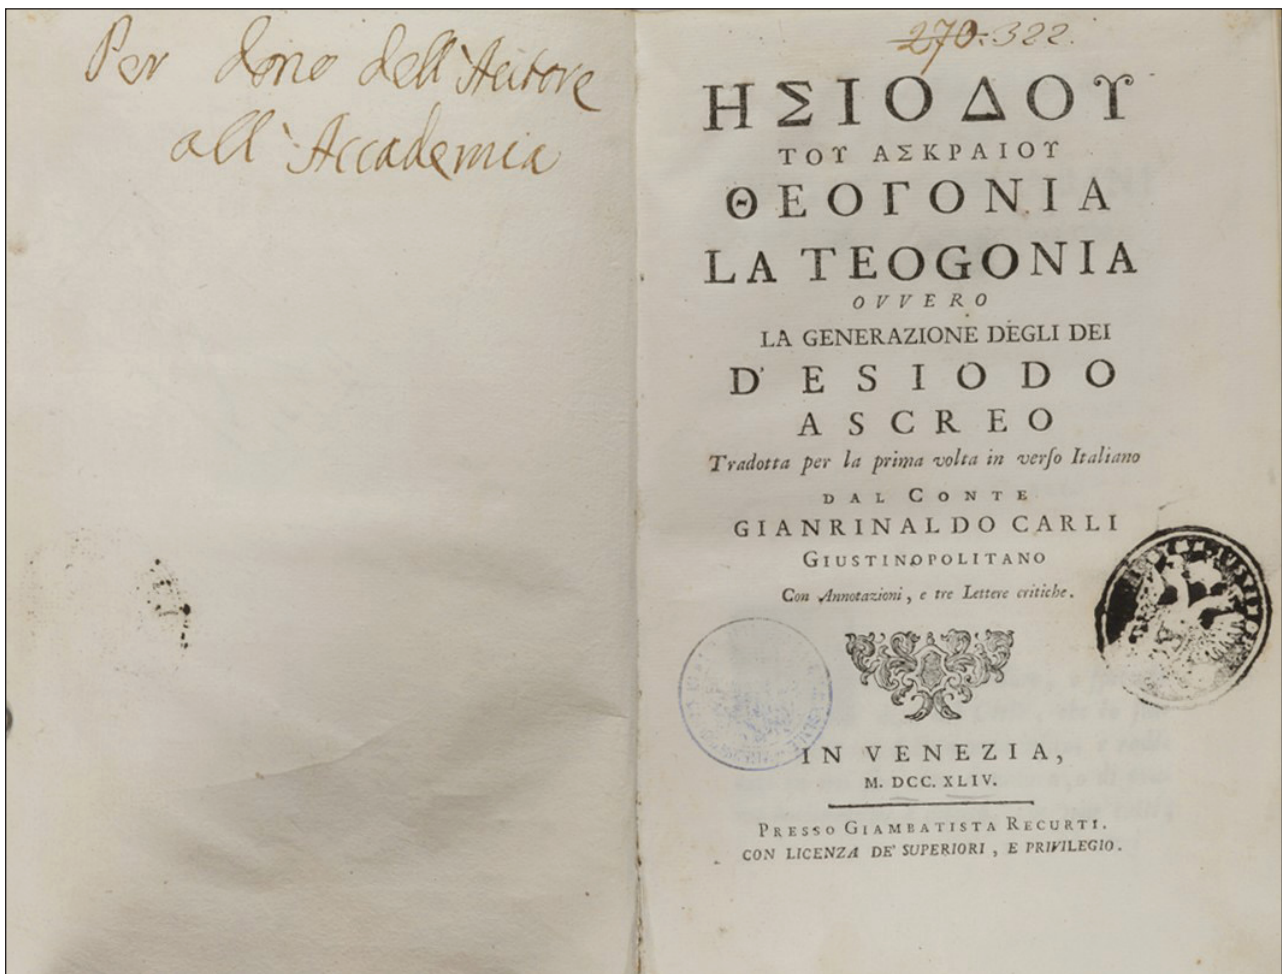 Per dono dell'Autore
all'Accademia
270. 322.
ΗΣΙΟΔΟΥ
ΤΟΥ ΑΣΚΡΑΙΟΥ
ΘΕΟΓΟΝΙΑ
LA TEOGONIA
OVVERO
LA GENERAZIONE DEGLI DEI
D'ESIODO
ASCREO
Tradotta per la prima volta in verſo Italiano
DAL CONTE
GIANRINALDO CARLI
GIUSTINOPOLITANO
Con Annotazioni, e tre Lettere critiche.
IN VENEZIA,
M. DCC. XLIV.
PRESSO GIAMBATISTA RECURTI.
CON LICENZA DE' SUPERIORI, E PRIVILEGIO.